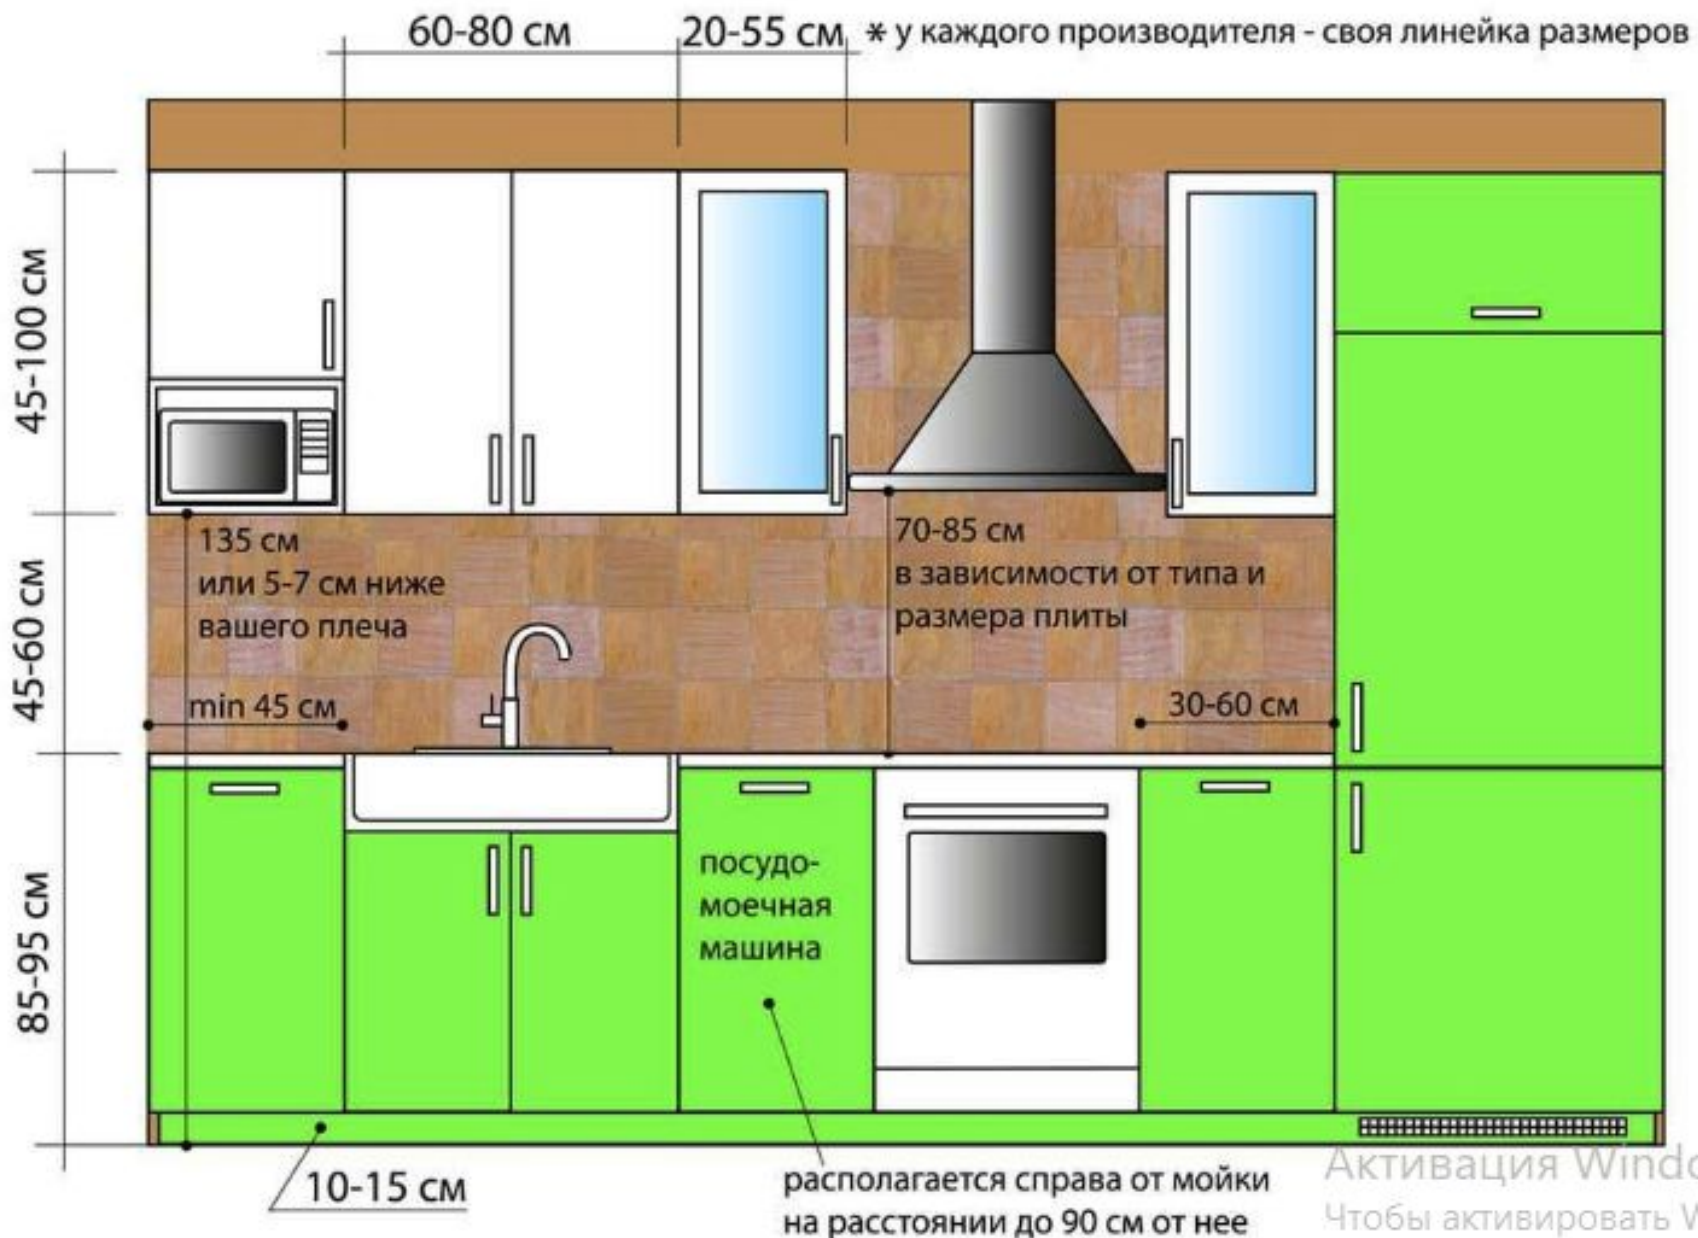 60-80 см
20-55 см
* у каждого производителя - своя линейка размеров
45-100 см
135 см
или 5-7 см ниже
вашего плеча
70-85 см
в зависимости от типа и
размера плиты
45-60 см
min 45 см
30-60 см
посудо-
моечная
машина
85-95 см
10-15 см
располагается справа от мойки
на расстоянии до 90 см от нее
Активация Windo
Чтобы активировать W